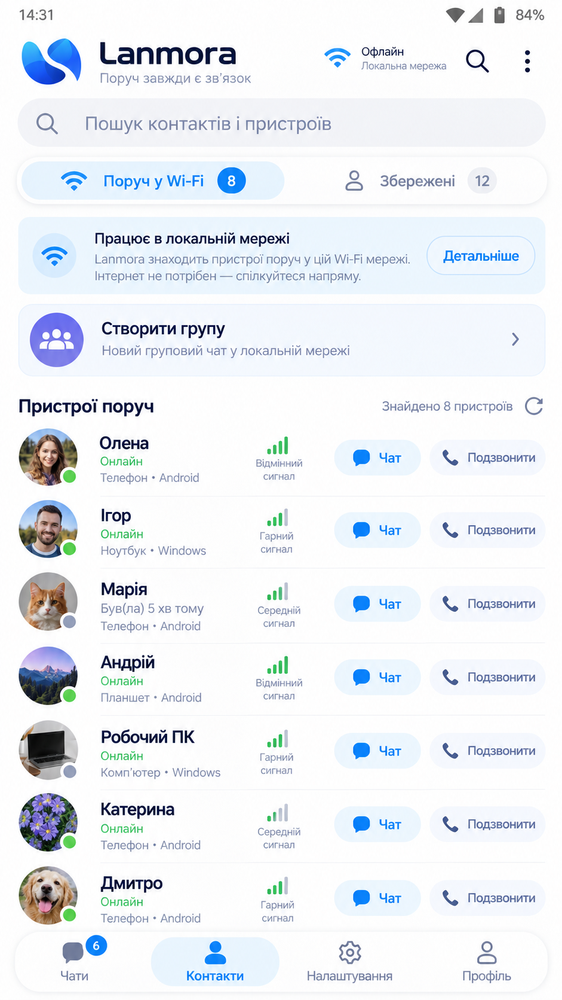 14:31
84%
Lanmora
Поруч завжди є зв’язок
Офлайн
Локальна мережа
Пошук контактів і пристроїв
Поруч у Wi-Fi 8
Збережені 12
Працює в локальній мережі
Lanmora знаходить пристрої поруч у цій Wi-Fi мережі.
Інтернет не потрібен — спілкуйтеся напряму.
Детальніше
Створити групу
Новий груповий чат у локальній мережі
Пристрої поруч
Знайдено 8 пристроїв
Олена
Онлайн
Телефон • Android
Відмінний
сигнал
Чат
Подзвонити
Ігор
Онлайн
Ноутбук • Windows
Гарний
сигнал
Чат
Подзвонити
Марія
Був(ла) 5 хв тому
Телефон • Android
Середній
сигнал
Чат
Подзвонити
Андрій
Онлайн
Планшет • Android
Відмінний
сигнал
Чат
Подзвонити
Робочий ПК
Онлайн
Комп’ютер • Windows
Гарний
сигнал
Чат
Подзвонити
Катерина
Онлайн
Телефон • Android
Середній
сигнал
Чат
Подзвонити
Дмитро
Онлайн
Телефон • Android
Гарний
сигнал
Чат
Подзвонити
6
Чати
Контакти
Налаштування
Профіль